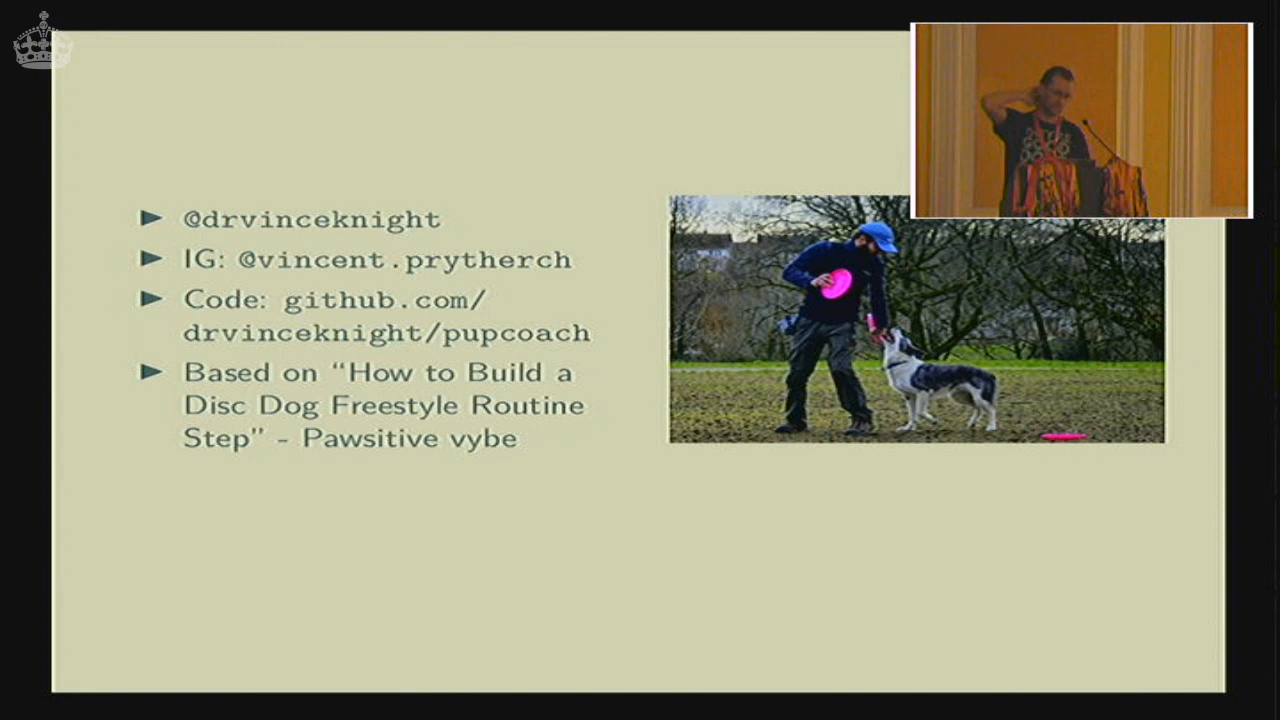 @drvinceknight
IG: @vincent.prytherch
Code: github.com/
drvinceknight/pupcoach
Based on “How to Build a
Disc Dog Freestyle Routine
Step” - Pawsitive vybe